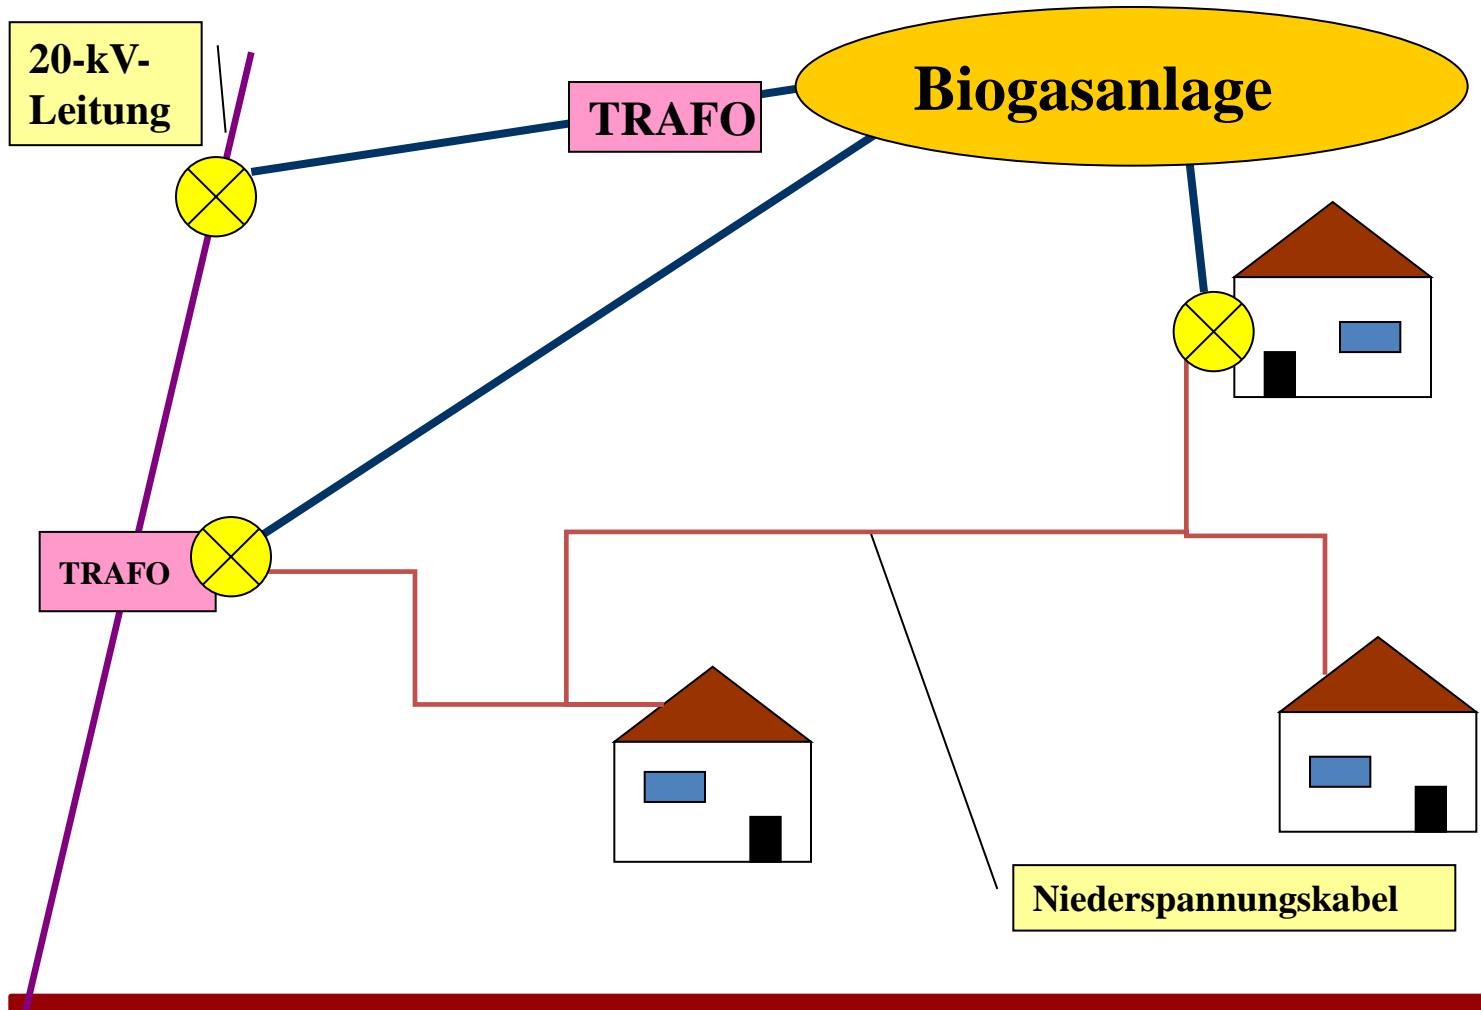 20-kV-
Leitung
TRAFO
Biogasanlage
TRAFO
Niederspannungskabel